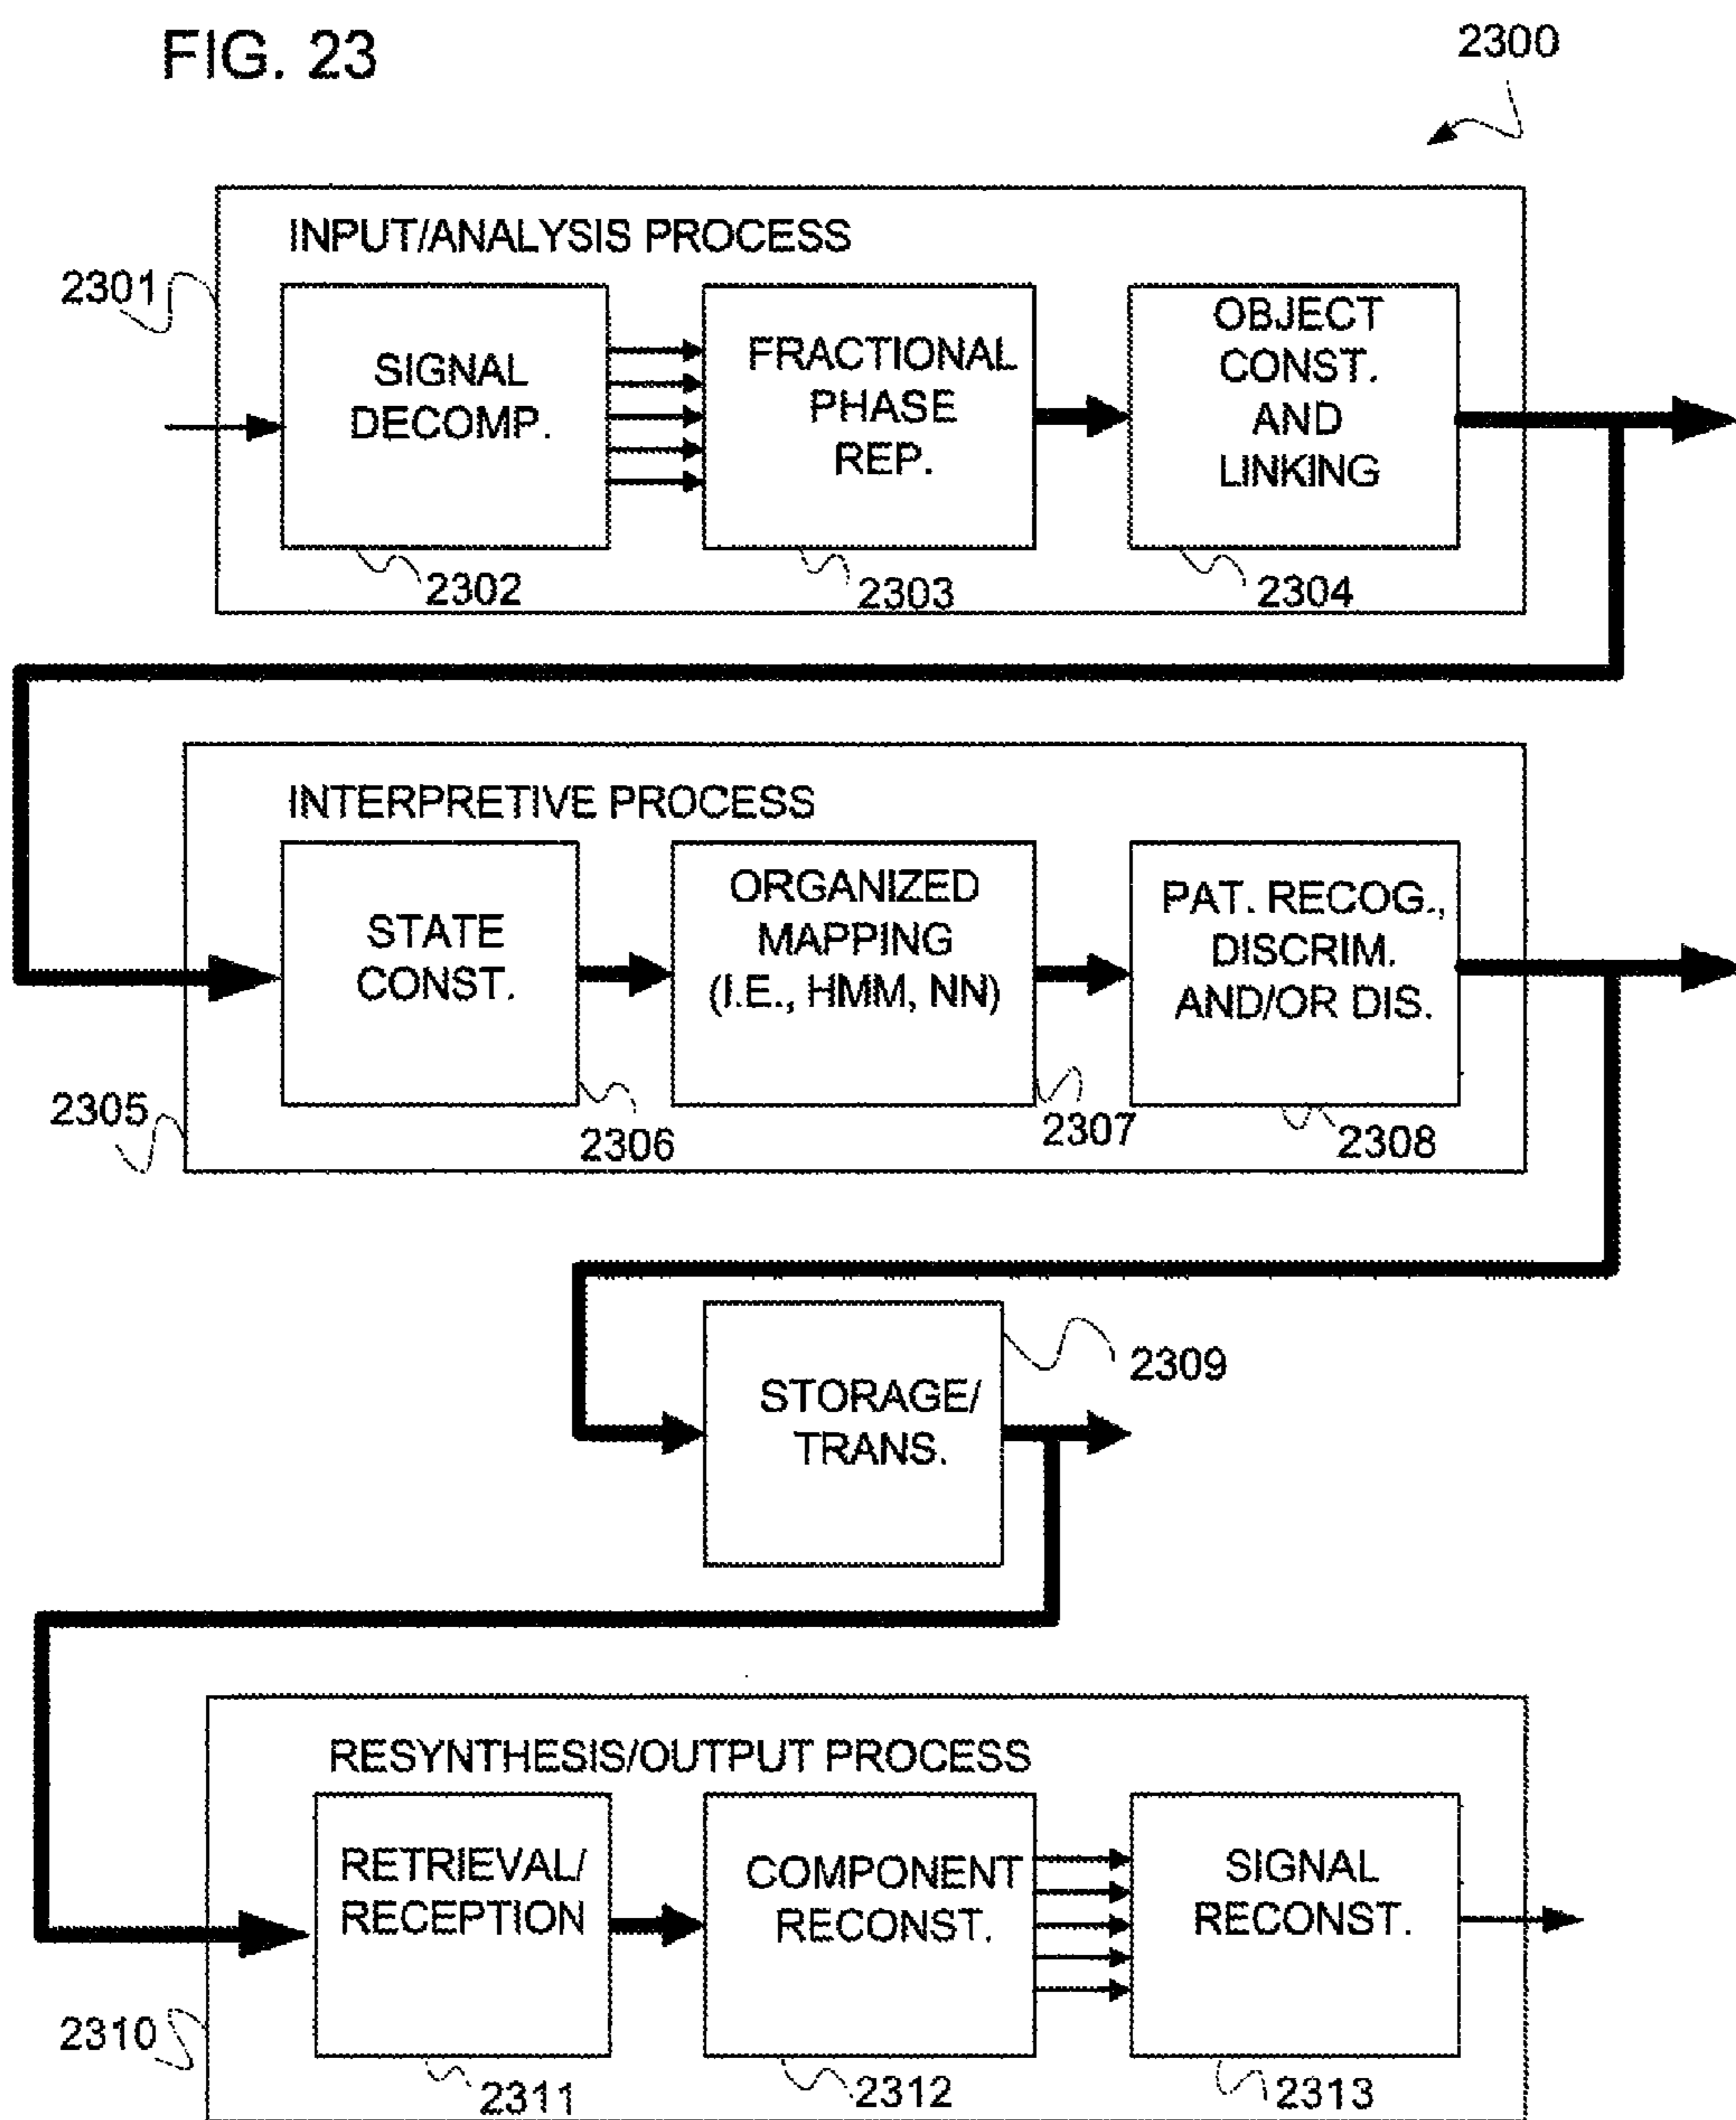 FIG. 23
2300
INPUT/ANALYSIS PROCESS
2301
SIGNAL
DECOMP.
FRACTIONAL
PHASE
REP.
OBJECT
CONST.
AND
LINKING
2302
2303
2304
INTERPRETIVE PROCESS
STATE
CONST.
ORGANIZED
MAPPING
(I.E., HMM, NN)
PAT. RECOG.,
DISCRIM.
AND/OR DIS.
2305
2306
2307
2308
STORAGE/
TRANS.
2309
RESYNTHESIS/OUTPUT PROCESS
RETRIEVAL/
RECEPTION
COMPONENT
RECONST.
SIGNAL
RECONST.
2310
2311
2312
2313